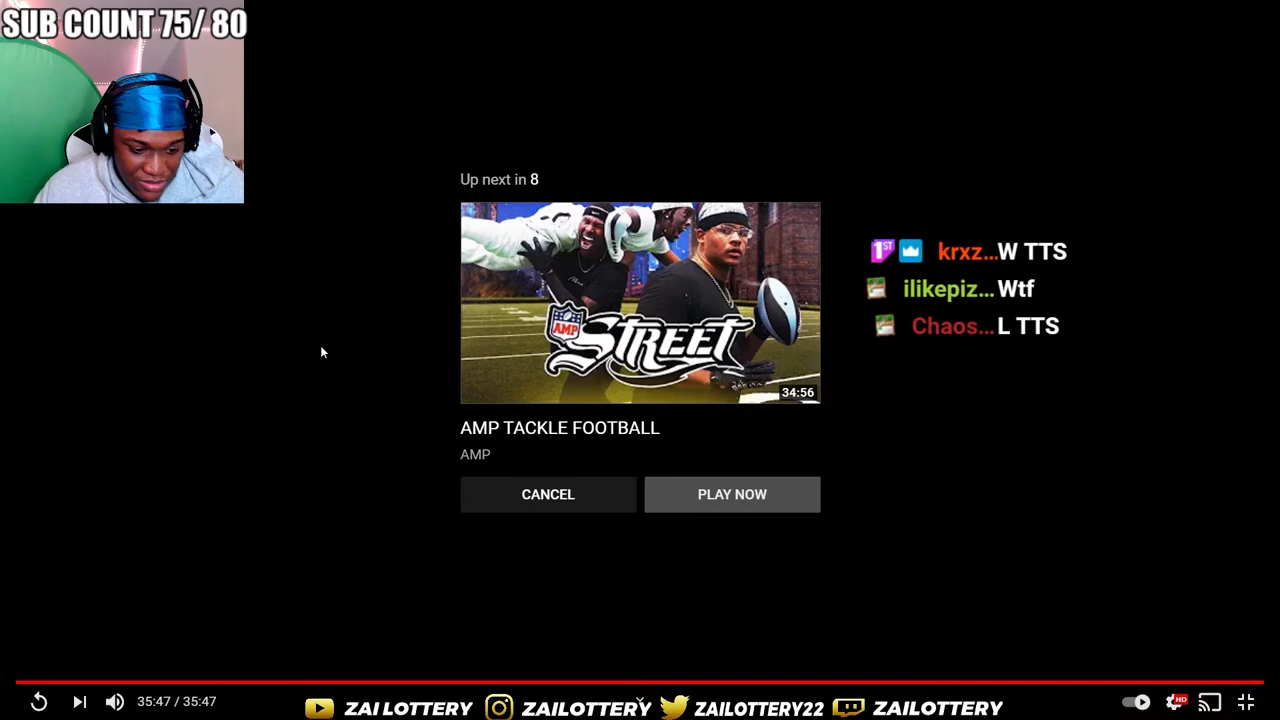 SUB COUNT 75/ 80
Up next in 8
AMP
STREET
34:56
AMP TACKLE FOOTBALL
AMP
CANCEL
PLAY NOW
1ST krxz...W TTS
ilikepiz...Wtf
Chaos...L TTS
35:47 / 35:47
HD
ZAI LOTTERY
ZAILOTTERY
ZAILOTTERY22
ZAILOTTERY